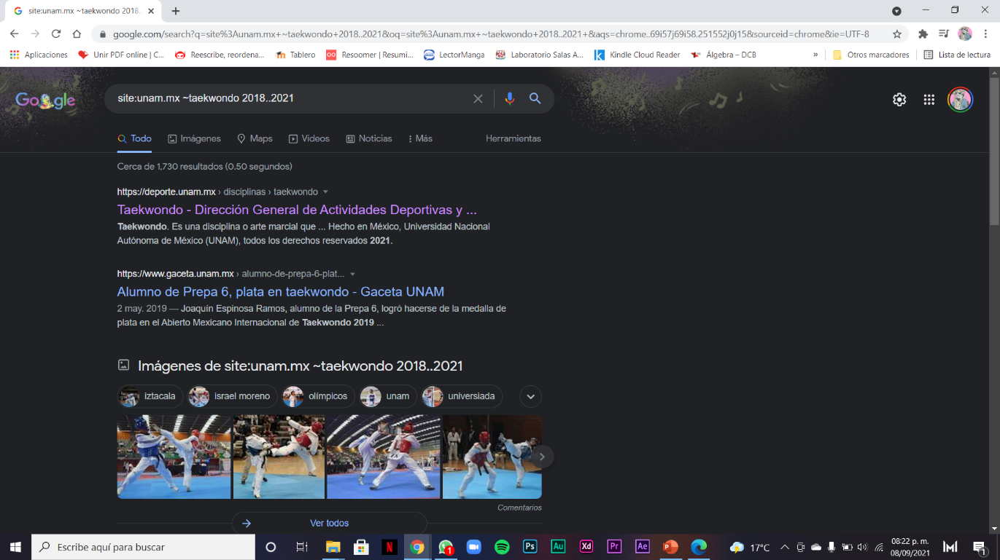 site:unam.mx ~taekwondo 2018..2021
google.com/search?q=site%3Aunam.mx+~taekwondo+2018..2021&oq=site%3Aunam.mx+~taekwondo+2018..2021+&aqs=chrome..69i57j69i58.251552j0j15&sourceid=chrome&ie=UTF-8
Aplicaciones
Unir PDF online | C...
Reescribe, reordena...
Tablero
Resoomer | Resumi...
LectorManga
Laboratorio Salas A...
Kindle Cloud Reader
Álgebra – DCB
»
Otros marcadores
Lista de lectura
Google
site:unam.mx ~taekwondo 2018..2021
Todo
Imágenes
Maps
Videos
Noticias
Más
Herramientas
Cerca de 1,730 resultados (0.50 segundos)
https://deporte.unam.mx › disciplinas › taekwondo
Taekwondo - Dirección General de Actividades Deportivas y ...
Taekwondo. Es una disciplina o arte marcial que ... Hecho en México, Universidad Nacional
Autónoma de México (UNAM), todos los derechos reservados 2021.
https://www.gaceta.unam.mx › alumno-de-prepa-6-plat...
Alumno de Prepa 6, plata en taekwondo - Gaceta UNAM
2 may. 2019 — Joaquín Espinosa Ramos, alumno de la Prepa 6, logró hacerse de la medalla de
plata en el Abierto Mexicano Internacional de Taekwondo 2019 ...
Imágenes de site:unam.mx ~taekwondo 2018..2021
iztacala
israel moreno
olímpicos
unam
universiada
Comentarios
Ver todos
Escribe aquí para buscar
N
1
Ps
Au
Xd
Pr
Ae
17°C
08:22 p. m.
08/09/2021
1